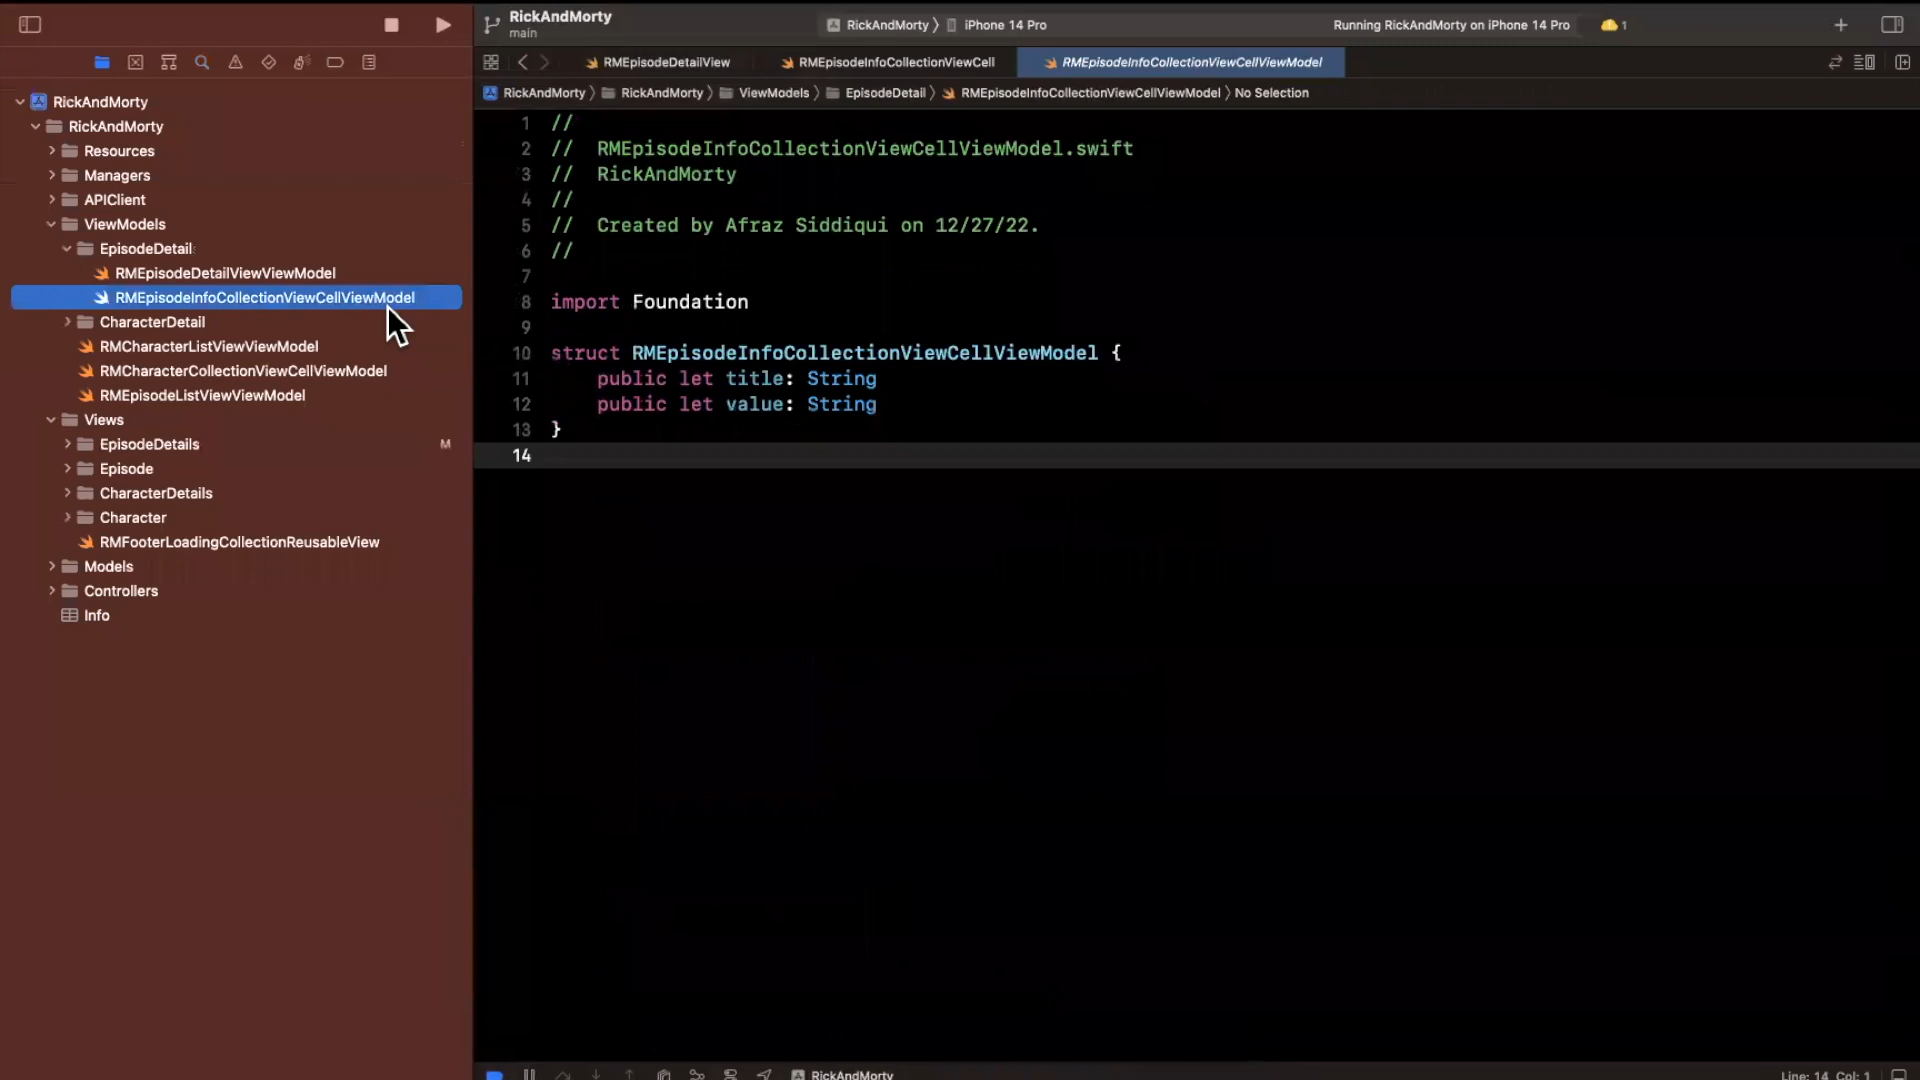 RickAndMorty
main
RickAndMorty 〉 iPhone 14 Pro
Running RickAndMorty on iPhone 14 Pro
1
RMEpisodeDetailView
RMEpisodeInfoCollectionViewCell
RMEpisodeInfoCollectionViewCellViewModel
RickAndMorty 〉 RickAndMorty 〉 ViewModels 〉 EpisodeDetail 〉 RMEpisodeInfoCollectionViewCellViewModel 〉 No Selection
RickAndMorty
RickAndMorty
Resources
Managers
APIClient
ViewModels
EpisodeDetail
RMEpisodeDetailViewViewModel
RMEpisodeInfoCollectionViewCellViewModel
CharacterDetail
RMCharacterListViewViewModel
RMCharacterCollectionViewCellViewModel
RMEpisodeListViewViewModel
Views
EpisodeDetails M
Episode
CharacterDetails
Character
RMFooterLoadingCollectionReusableView
Models
Controllers
Info
1 //
2 //  RMEpisodeInfoCollectionViewCellViewModel.swift
3 //  RickAndMorty
4 //
5 //  Created by Afraz Siddiqui on 12/27/22.
6 //
7
8 import Foundation
9
10 struct RMEpisodeInfoCollectionViewCellViewModel {
11     public let title: String
12     public let value: String
13 }
14
RickAndMorty
Line: 14 Col: 1